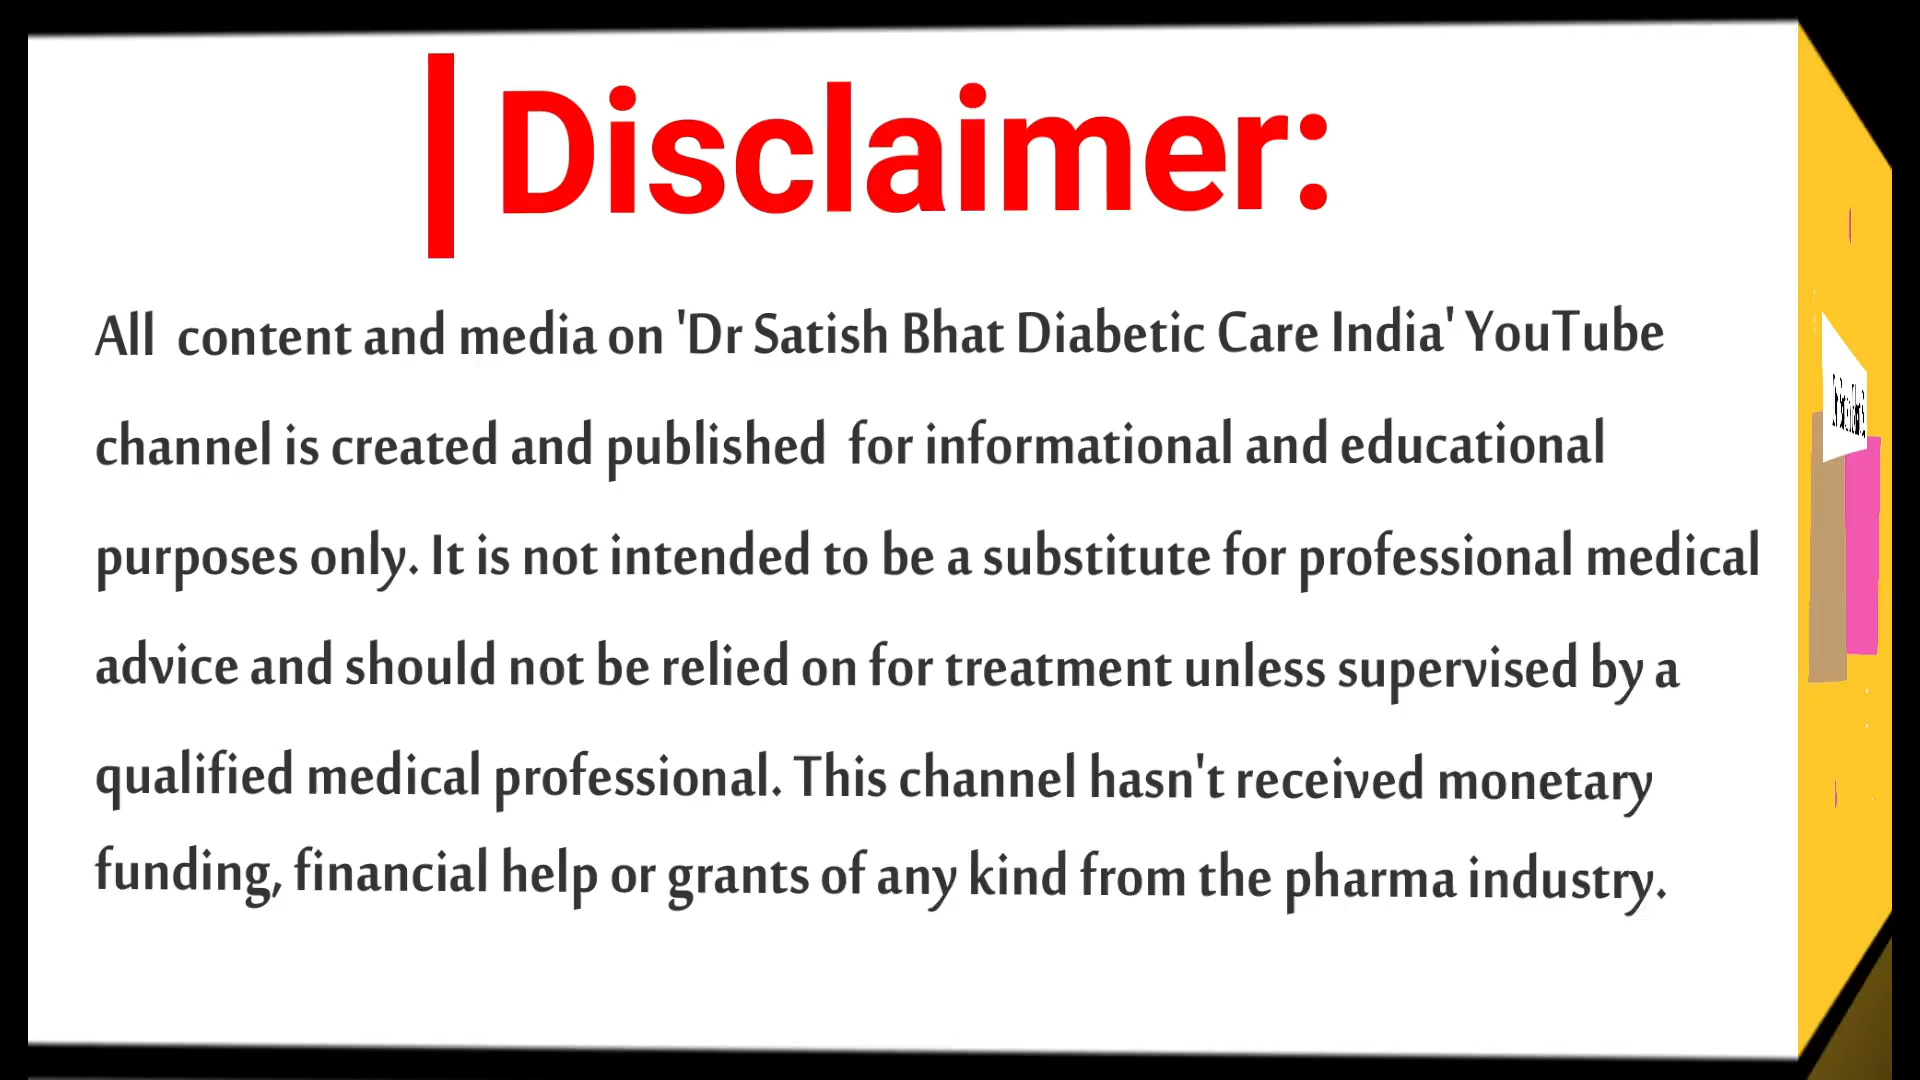 Disclaimer:
All content and media on 'Dr Satish Bhat Diabetic Care India' YouTube
channel is created and published for informational and educational
purposes only. It is not intended to be a substitute for professional medical
advice and should not be relied on for treatment unless supervised by a
qualified medical professional. This channel hasn't received monetary
funding, financial help or grants of any kind from the pharma industry.